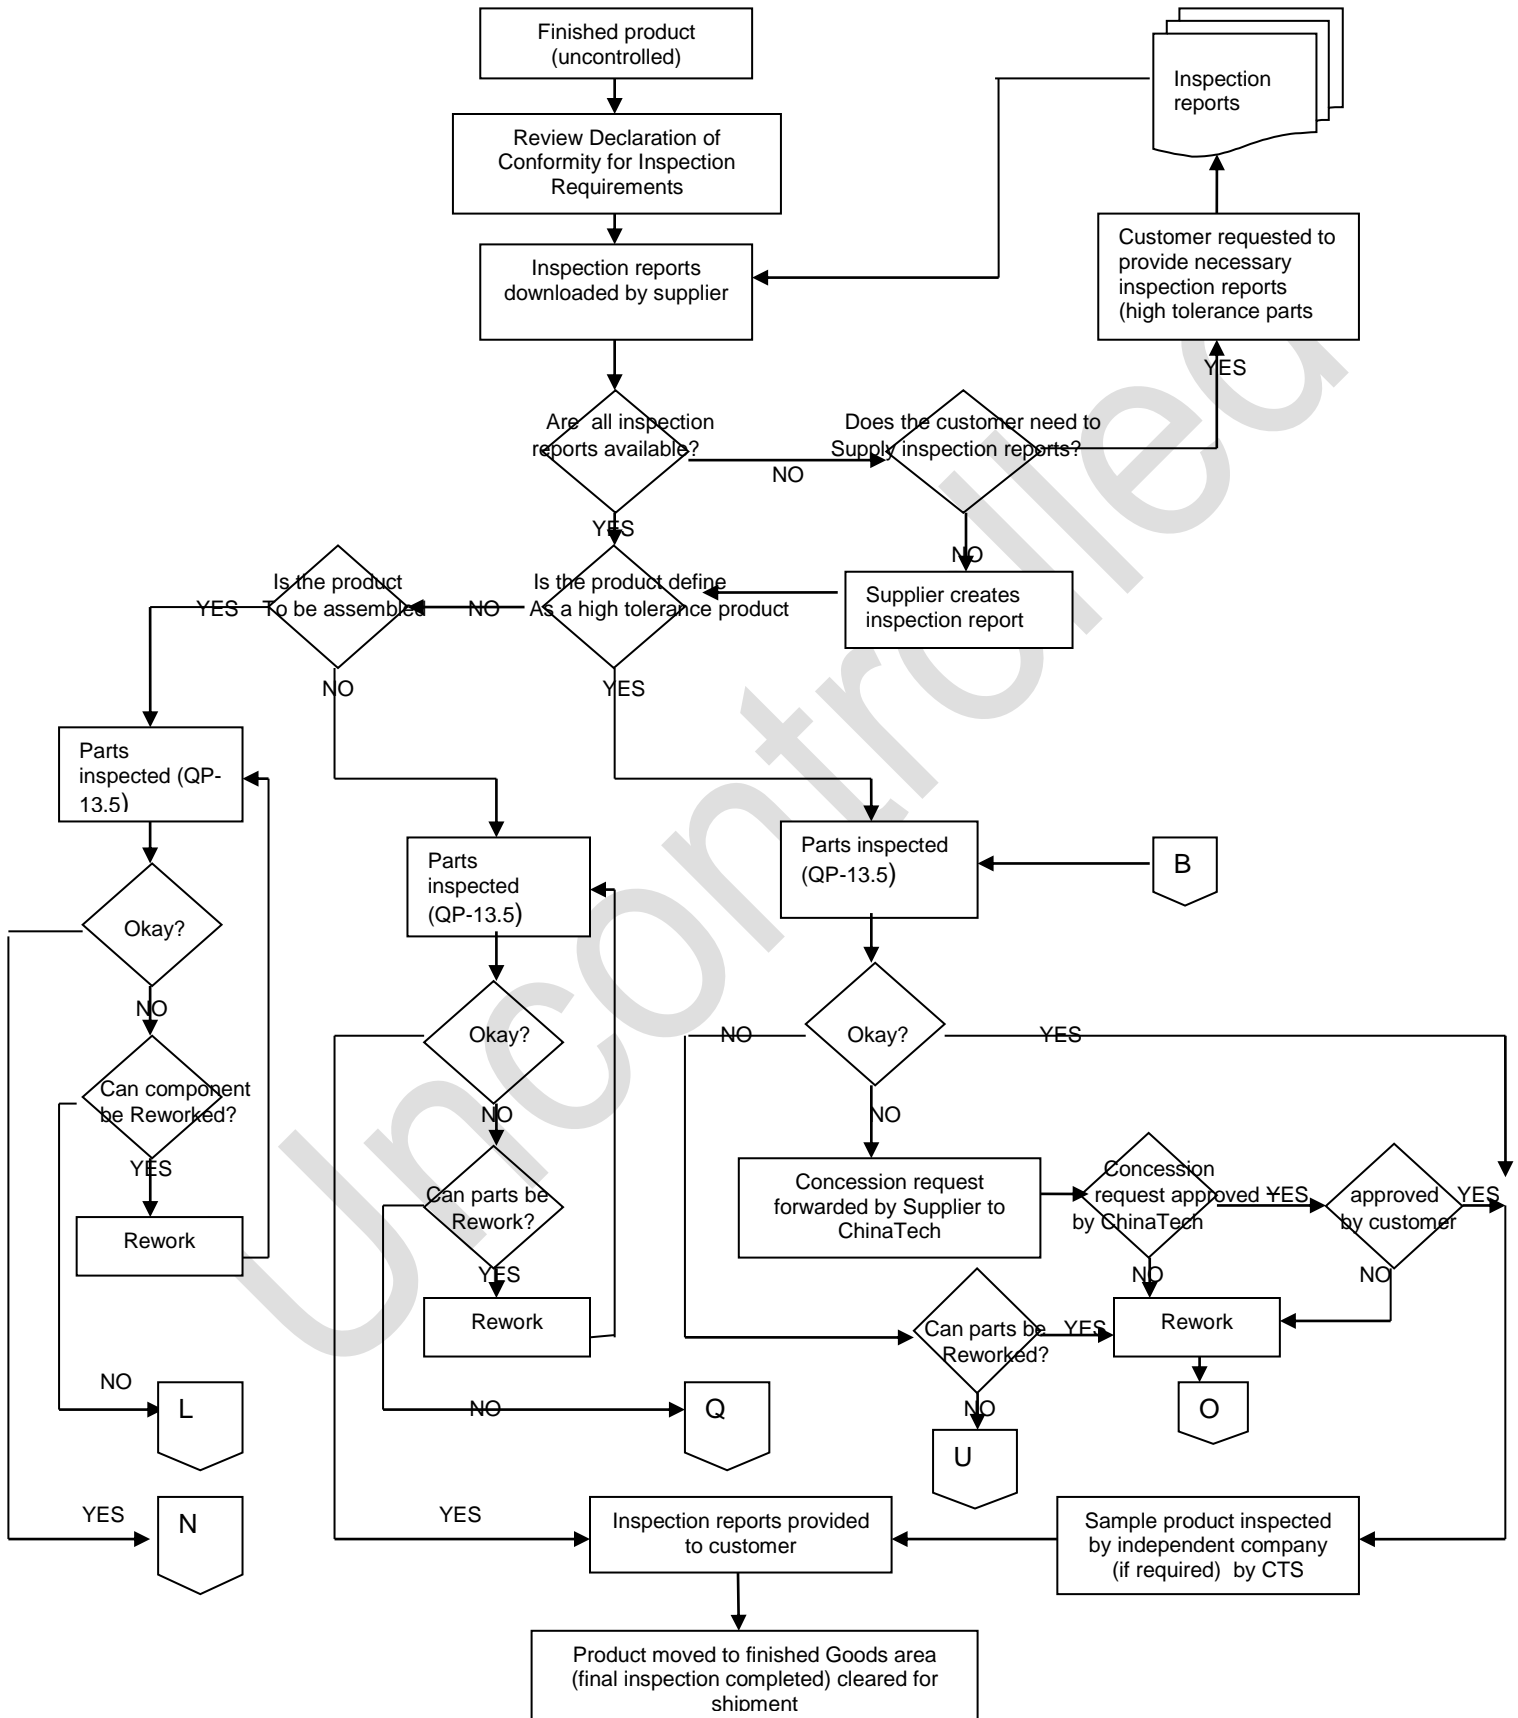 Finished product
(uncontrolled)
Inspection
reports
Review Declaration of
Conformity for Inspection
Requirements
Customer requested to
provide necessary
inspection reports
(high tolerance parts
Inspection reports
downloaded by supplier
YES
Are all inspection
reports available?
Does the customer need to
Supply inspection reports?
NO
YES
NO
Is the product
To be assembled
YES
NO
Is the product define
As a high tolerance product
Supplier creates
inspection report
NO
YES
Parts
inspected (QP-
13.5)
Parts
inspected
(QP-13.5)
Parts inspected
(QP-13.5)
B
Okay?
NO
Okay?
NO
Okay?
YES
NO
NO
Can component
be Reworked?
YES
Can parts be
Rework?
YES
Concession request
forwarded by Supplier to
ChinaTech
Concession
request approved
by ChinaTech
YES
approved
by customer
YES
NO
NO
Rework
Rework
Can parts be
Reworked?
YES
Rework
NO
L
NO
Q
NO
U
O
YES
N
YES
Inspection reports provided
to customer
Sample product inspected
by independent company
(if required) by CTS
Product moved to finished Goods area
(final inspection completed) cleared for
shipment
Uncontrolled